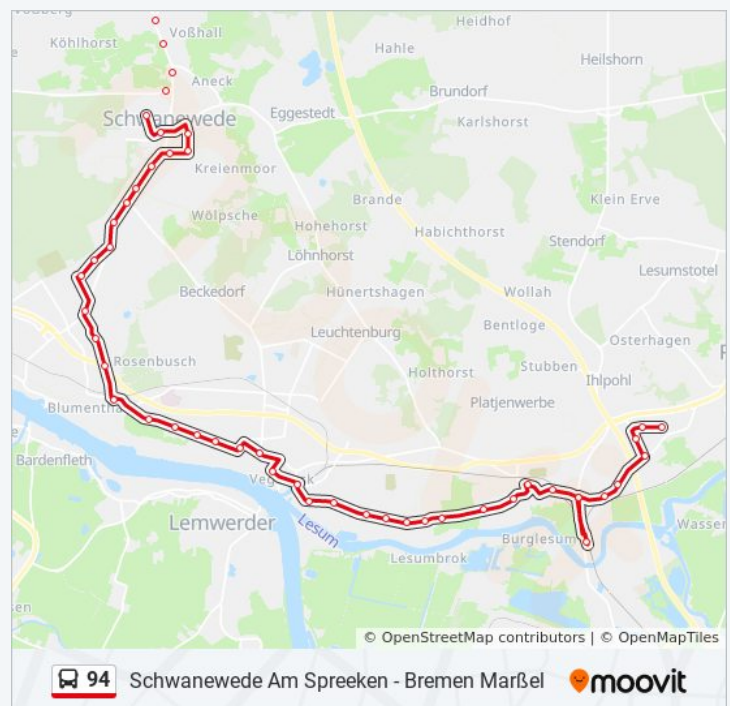 Voßhall
Heidhof
Köhlhorst
Hahle
Heilshorn
Aneck
Brundorf
Schwanewede
Eggestedt
Karlshorst
Kreienmoor
Brande
Klein Erve
Wölpsche
Hohehorst
Habichthorst
Stendorf
Löhnhorst
Lesumstotel
Beckedorf
Hünertshagen
Wollah
Bentloge
Leuchtenburg
Osterhagen
Rosenbusch
Stubben
Holthorst
Ihlpohl
Platjenwerbe
Blumentha
Bardenfleth
Lemwerder
Lesum
Wasser
Burglesum
Lesumbrok
sen
© OpenStreetMap contributors | © OpenMapTiles
94 Schwanewede Am Spreeken - Bremen Marßel moovit